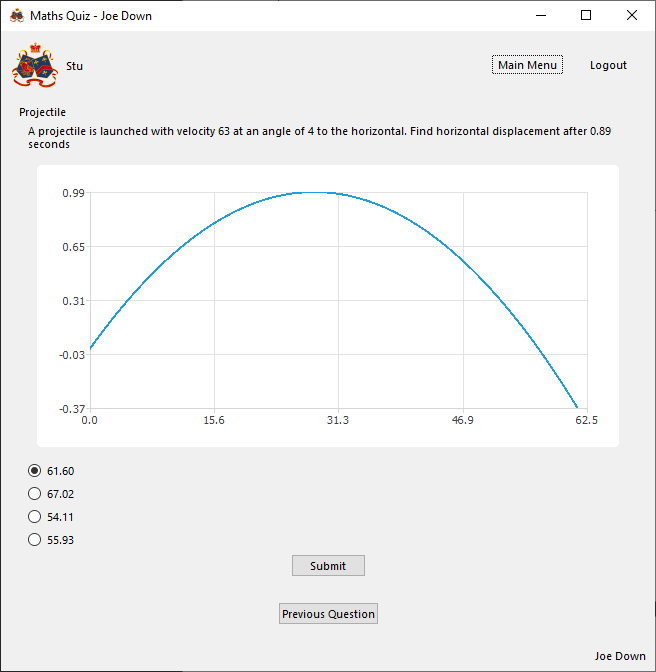 Maths Quiz - Joe Down
Stu
Main Menu
Logout
Projectile
A projectile is launched with velocity 63 at an angle of 4 to the horizontal. Find horizontal displacement after 0.89
seconds
0.99
0.65
0.31
-0.03
-0.37
0.0 15.6 31.3 46.9 62.5
61.60
67.02
54.11
55.93
Submit
Previous Question
Joe Down